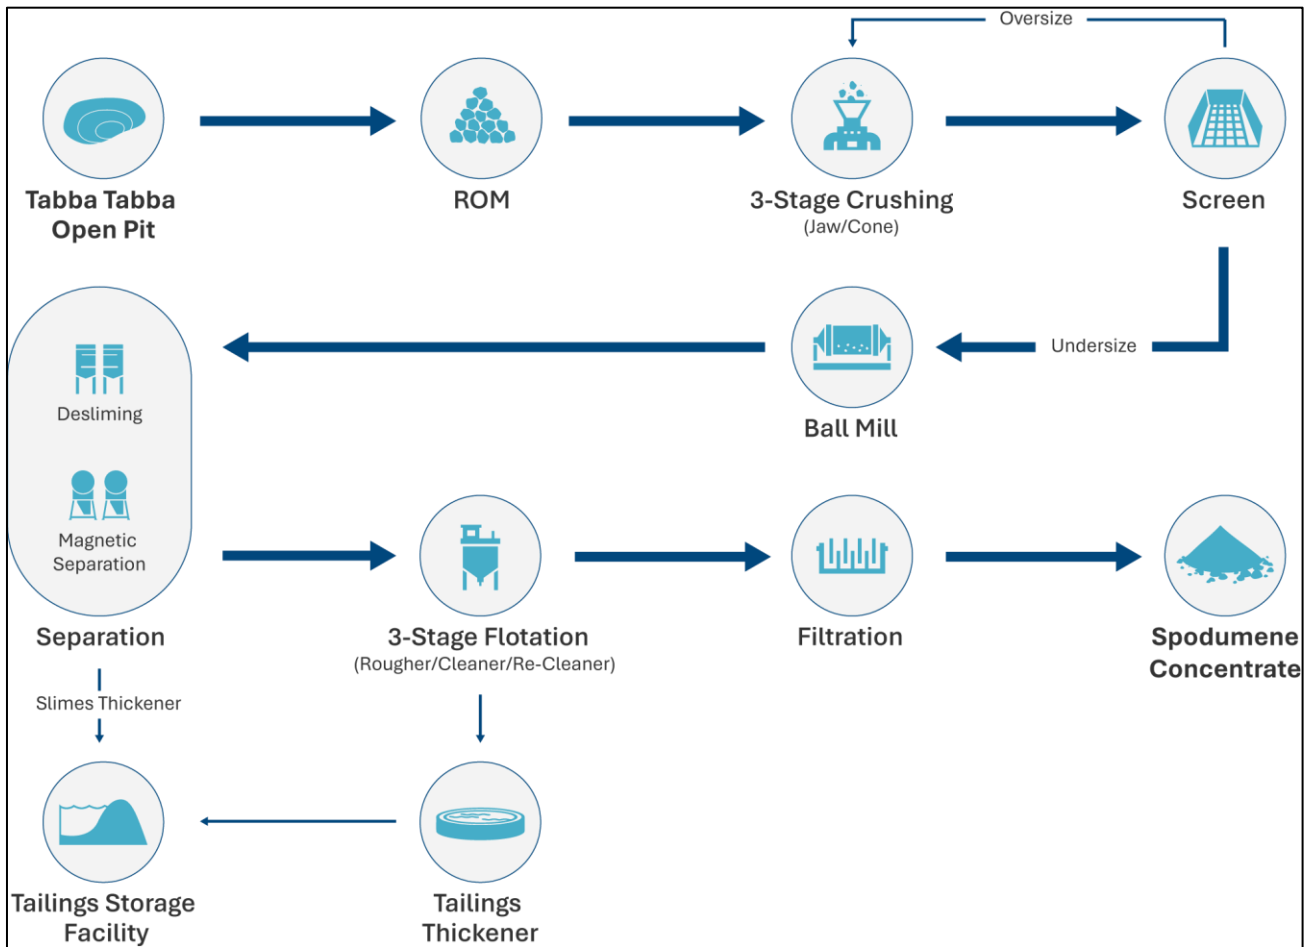 Oversize
Tabba Tabba
Open Pit
ROM
3-Stage Crushing
(Jaw/Cone)
Screen
Undersize
Ball Mill
Desliming
Magnetic
Separation
Separation
3-Stage Flotation
(Rougher/Cleaner/Re-Cleaner)
Filtration
Spodumene
Concentrate
Slimes Thickener
Tailings Storage
Facility
Tailings
Thickener